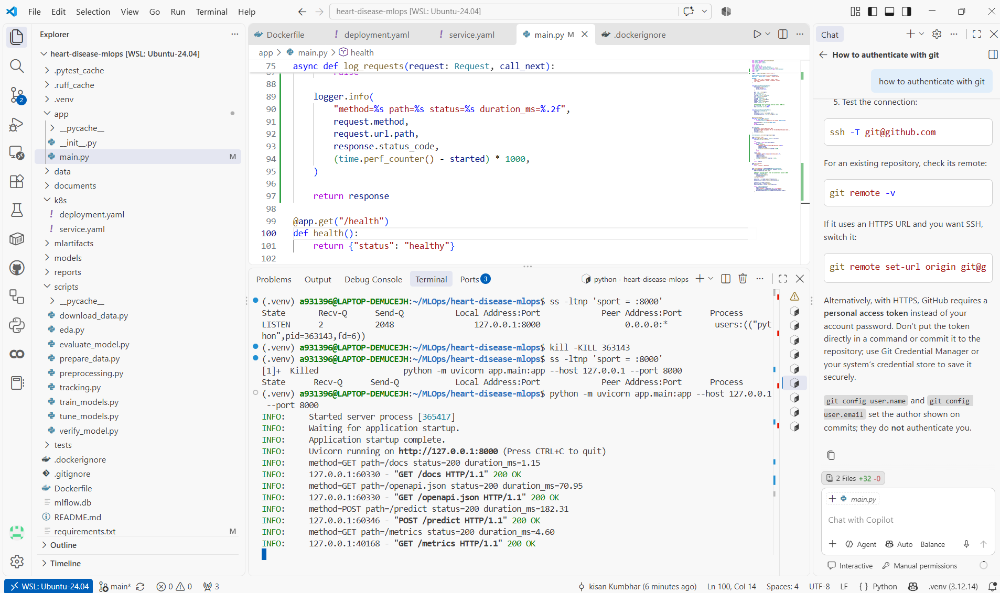 File Edit Selection View Go Run Terminal Help
heart-disease-mlops [WSL: Ubuntu-24.04]
Explorer
heart-disease-mlops [WSL: Ubuntu-24.04]
.pytest_cache
.ruff_cache
.venv
app
__pycache__
__init__.py
main.py M
data
documents
k8s
deployment.yaml
service.yaml
mlartifacts
models
reports
scripts
__pycache__
download_data.py
eda.py
evaluate_model.py
prepare_data.py
preprocessing.py
tracking.py
train_models.py
tune_models.py
verify_model.py
tests
.dockerignore
.gitignore
Dockerfile
mlflow.db
README.md
requirements.txt M
Outline
Timeline
2
Dockerfile
deployment.yaml
service.yaml
main.py M
.dockerignore
app > main.py > health
75 async def log_requests(request: Request, call_next):
87 False
88
89 logger.info(
90 "method=%s path=%s status=%s duration_ms=%.2f",
91 request.method,
92 request.url.path,
93 response.status_code,
94 (time.perf_counter() - started) * 1000,
95 )
96
97 return response
98
99 @app.get("/health")
100 def health():
101 return {"status": "healthy"}
102
Problems Output Debug Console Terminal Ports 3
python - heart-disease-mlops
(.venv) a931396@LAPTOP-DEMUCEJH:~/MLOps/heart-disease-mlops$ ss -ltnp 'sport = :8000'
State Recv-Q Send-Q Local Address:Port Peer Address:Port Process
LISTEN 2 2048 127.0.0.1:8000 0.0.0.0:* users:(("pyt
hon",pid=363143,fd=6))
(.venv) a931396@LAPTOP-DEMUCEJH:~/MLOps/heart-disease-mlops$ kill -KILL 363143
(.venv) a931396@LAPTOP-DEMUCEJH:~/MLOps/heart-disease-mlops$ ss -ltnp 'sport = :8000'
[1]+ Killed python -m uvicorn app.main:app --host 127.0.0.1 --port 8000
State Recv-Q Send-Q Local Address:Port Peer Address:Port Process
(.venv) a931396@LAPTOP-DEMUCEJH:~/MLOps/heart-disease-mlops$ python -m uvicorn app.main:app --host 127.0.0.1
--port 8000
INFO: Started server process [365417]
INFO: Waiting for application startup.
INFO: Application startup complete.
INFO: Uvicorn running on http://127.0.0.1:8000 (Press CTRL+C to quit)
INFO: method=GET path=/docs status=200 duration_ms=1.15
INFO: 127.0.0.1:60330 - "GET /docs HTTP/1.1" 200 OK
INFO: method=GET path=/openapi.json status=200 duration_ms=70.95
INFO: 127.0.0.1:60330 - "GET /openapi.json HTTP/1.1" 200 OK
INFO: method=POST path=/predict status=200 duration_ms=182.31
INFO: 127.0.0.1:60346 - "POST /predict HTTP/1.1" 200 OK
INFO: method=GET path=/metrics status=200 duration_ms=4.60
INFO: 127.0.0.1:40168 - "GET /metrics HTTP/1.1" 200 OK
Chat
How to authenticate with git
how to authenticate with git
5. Test the connection:
ssh -T git@github.com
For an existing repository, check its remote:
git remote -v
If it uses an HTTPS URL and you want SSH,
switch it:
git remote set-url origin git@g
Alternatively, with HTTPS, GitHub requires a
personal access token instead of your
account password. Don't put the token
directly in a command or commit it to the
repository; use Git Credential Manager or
your system's credential store to save it
securely.
git config user.name and git config
user.email set the author shown on
commits; they do not authenticate you.
2 Files +32 -0
main.py
Chat with Copilot
Agent Auto Balance
Interactive Manual permissions
WSL: Ubuntu-24.04 main* 0 0 3 kisan Kumbhar (6 minutes ago) Ln 100, Col 14 Spaces: 4 UTF-8 LF { } Python .venv (3.12.14)